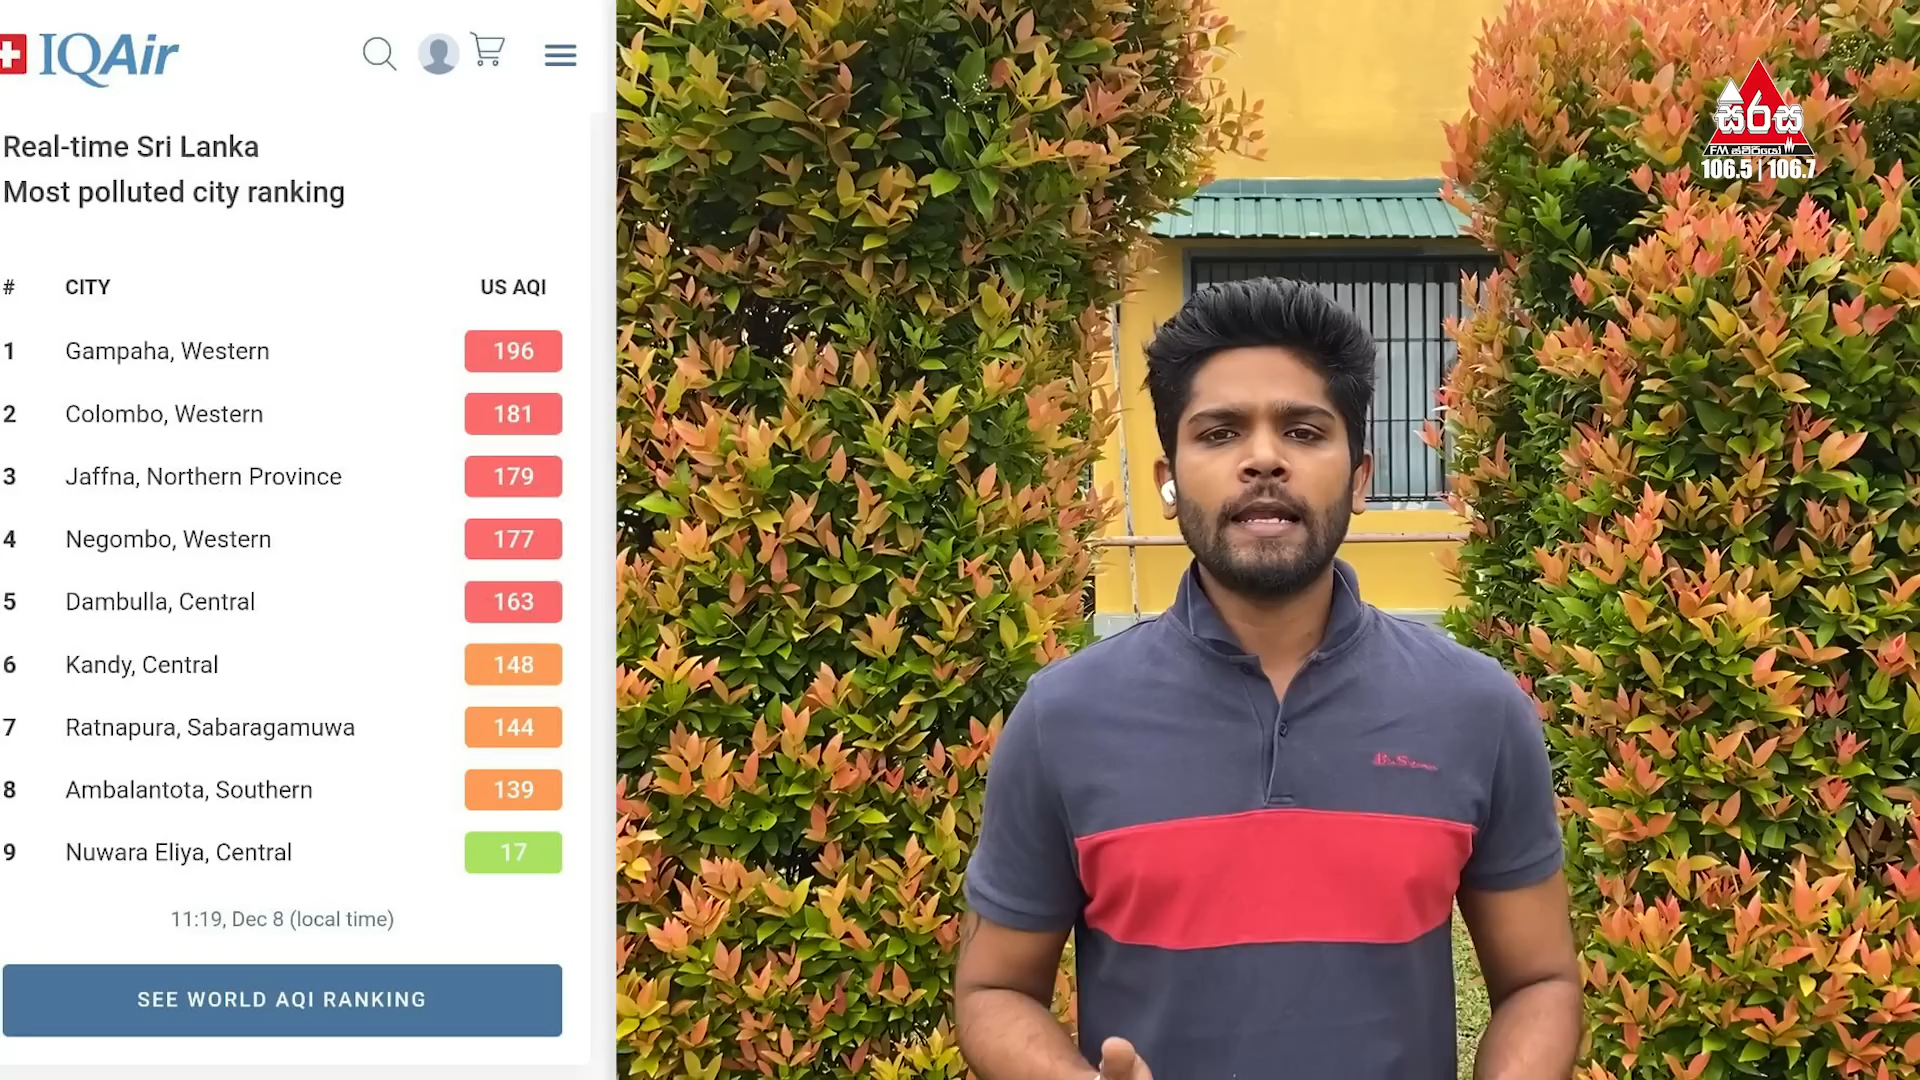 IQAir
Real-time Sri Lanka
Most polluted city ranking
# CITY US AQI
1 Gampaha, Western 196
2 Colombo, Western 181
3 Jaffna, Northern Province 179
4 Negombo, Western 177
5 Dambulla, Central 163
6 Kandy, Central 148
7 Ratnapura, Sabaragamuwa 144
8 Ambalantota, Southern 139
9 Nuwara Eliya, Central 17
11:19, Dec 8 (local time)
SEE WORLD AQI RANKING
සිරස
FM ස්ටීරියෝ
106.5 | 106.7